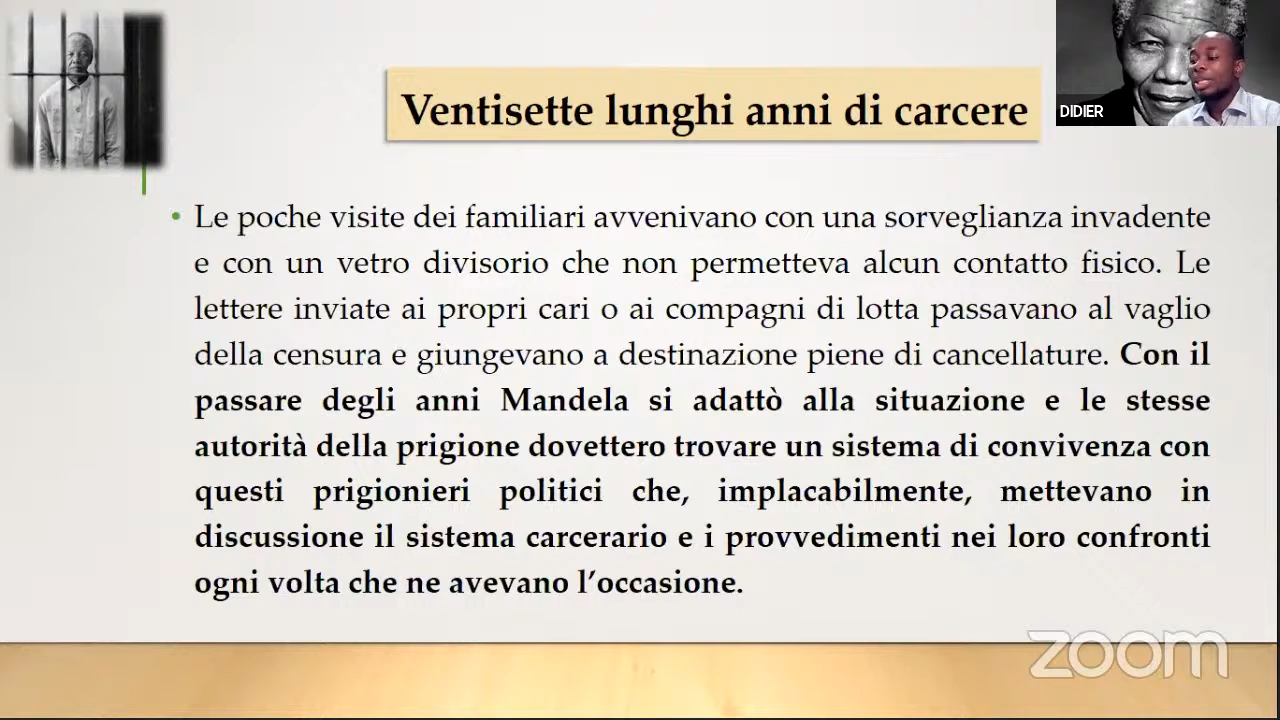 Ventisette lunghi anni di carcere
DIDIER
• Le poche visite dei familiari avvenivano con una sorveglianza invadente
e con un vetro divisorio che non permetteva alcun contatto fisico. Le
lettere inviate ai propri cari o ai compagni di lotta passavano al vaglio
della censura e giungevano a destinazione piene di cancellature. Con il
passare degli anni Mandela si adattò alla situazione e le stesse
autorità della prigione dovettero trovare un sistema di convivenza con
questi prigionieri politici che, implacabilmente, mettevano in
discussione il sistema carcerario e i provvedimenti nei loro confronti
ogni volta che ne avevano l’occasione.
zoom